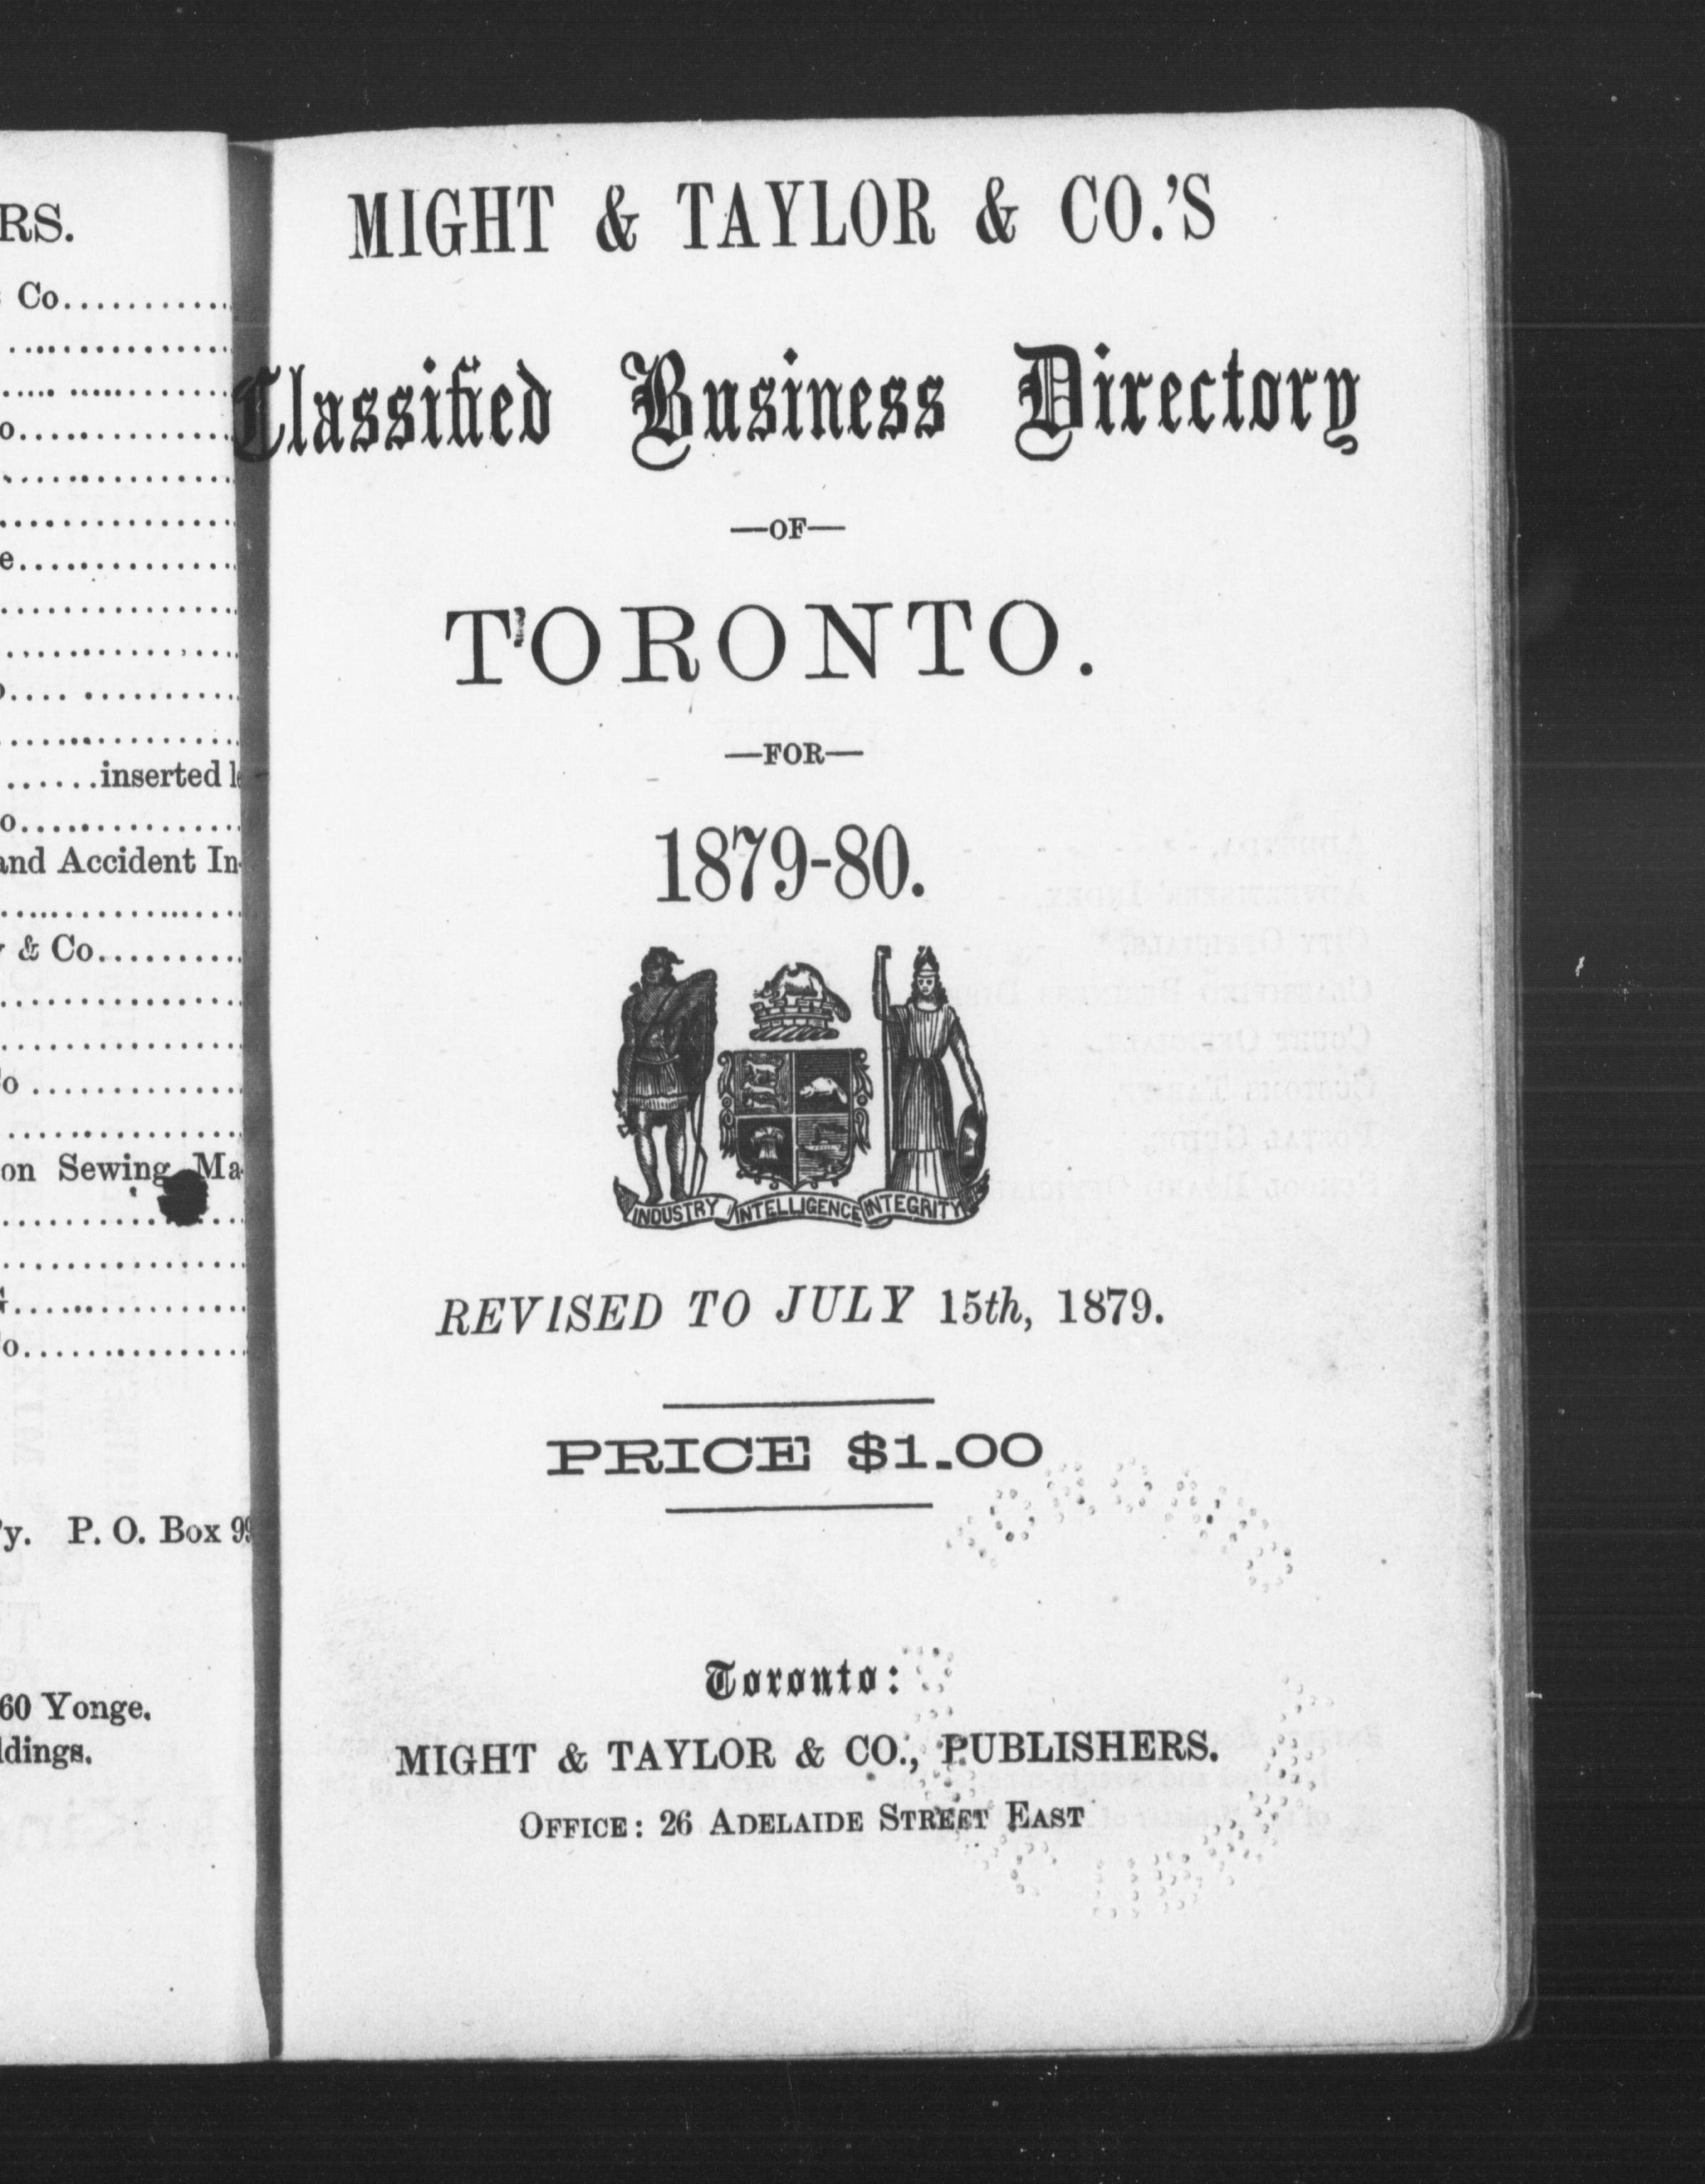 RS.
Co...........
o..............
e..............
......inserted
o..............
and Accident In-
& Co.........
on Sewing Ma-
o..............
P. O. Box 99
60 Yonge.
MIGHT & TAYLOR & CO.'S
Classified Business Directory
—OF—
TORONTO.
—FOR—
1879-80.
INDUSTRY INTELLIGENCE INTEGRITY
REVISED TO JULY 15th, 1879.
PRICE $1.00
Toronto:
MIGHT & TAYLOR & CO., PUBLISHERS.
OFFICE: 26 ADELAIDE STREET EAST